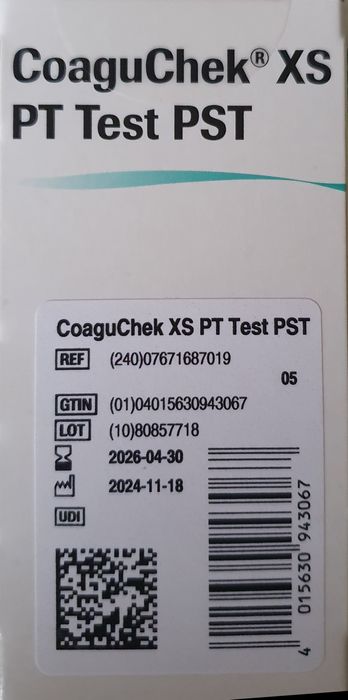 CoaguChek® XS
PT Test PST
CoaguChek XS PT Test PST
REF (240)07671687019
05
GTIN (01)04015630943067
LOT (10)80857718
2026-04-30
2024-11-18
UDI
4 015630 943067